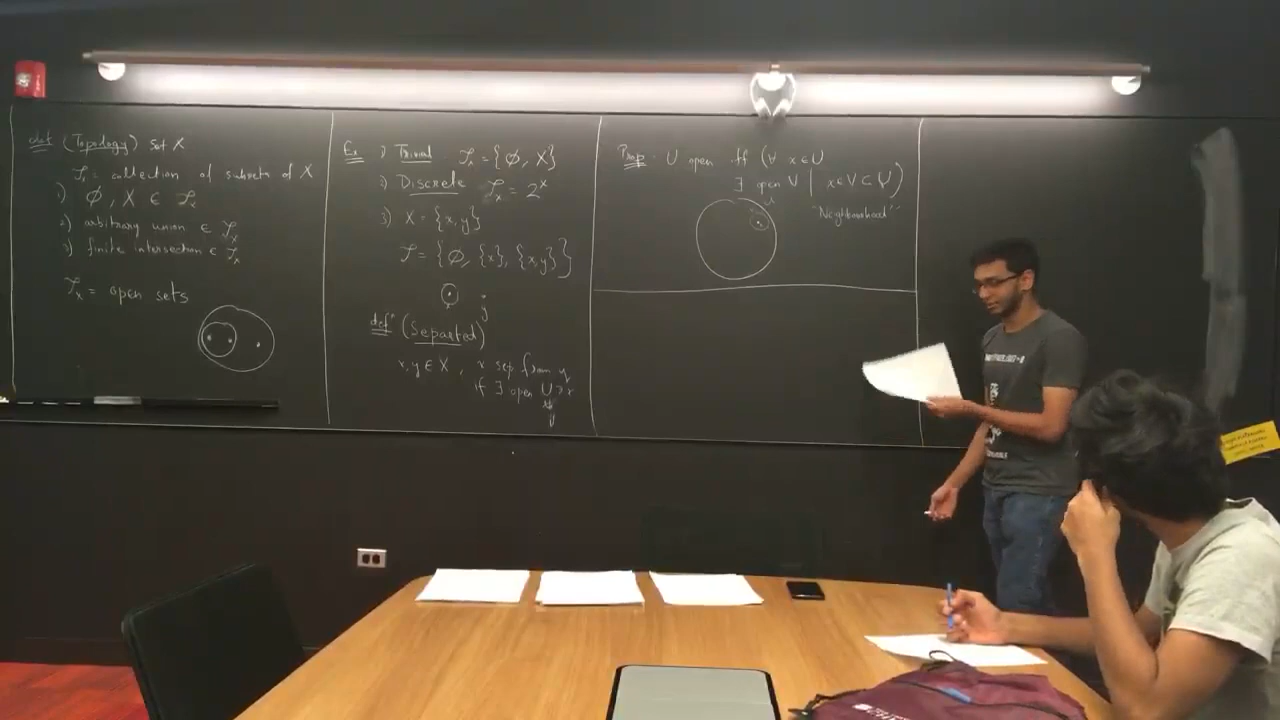 def (Topology) Set X
𝒯ₓ = collection of subsets of X
1) ∅, X ∈ 𝒯ₓ
2) arbitrary union ∈ 𝒯ₓ
3) finite intersection ∈ 𝒯ₓ
𝒯ₓ = open sets
Ex 1) Trivial 𝒯ₓ = {∅, X}
2) Discrete 𝒯ₓ = 2^X
3) X = {x, y}
𝒯 = {∅, {x}, {x, y}}
y
defⁿ (Separated)
x, y ∈ X, x sep from y
if ∃ open U ∋ x
y
Prop. U open iff (∀ x ∈ U
∃ open V | x ∈ V ⊂ U)
U
"Neighbourhood"